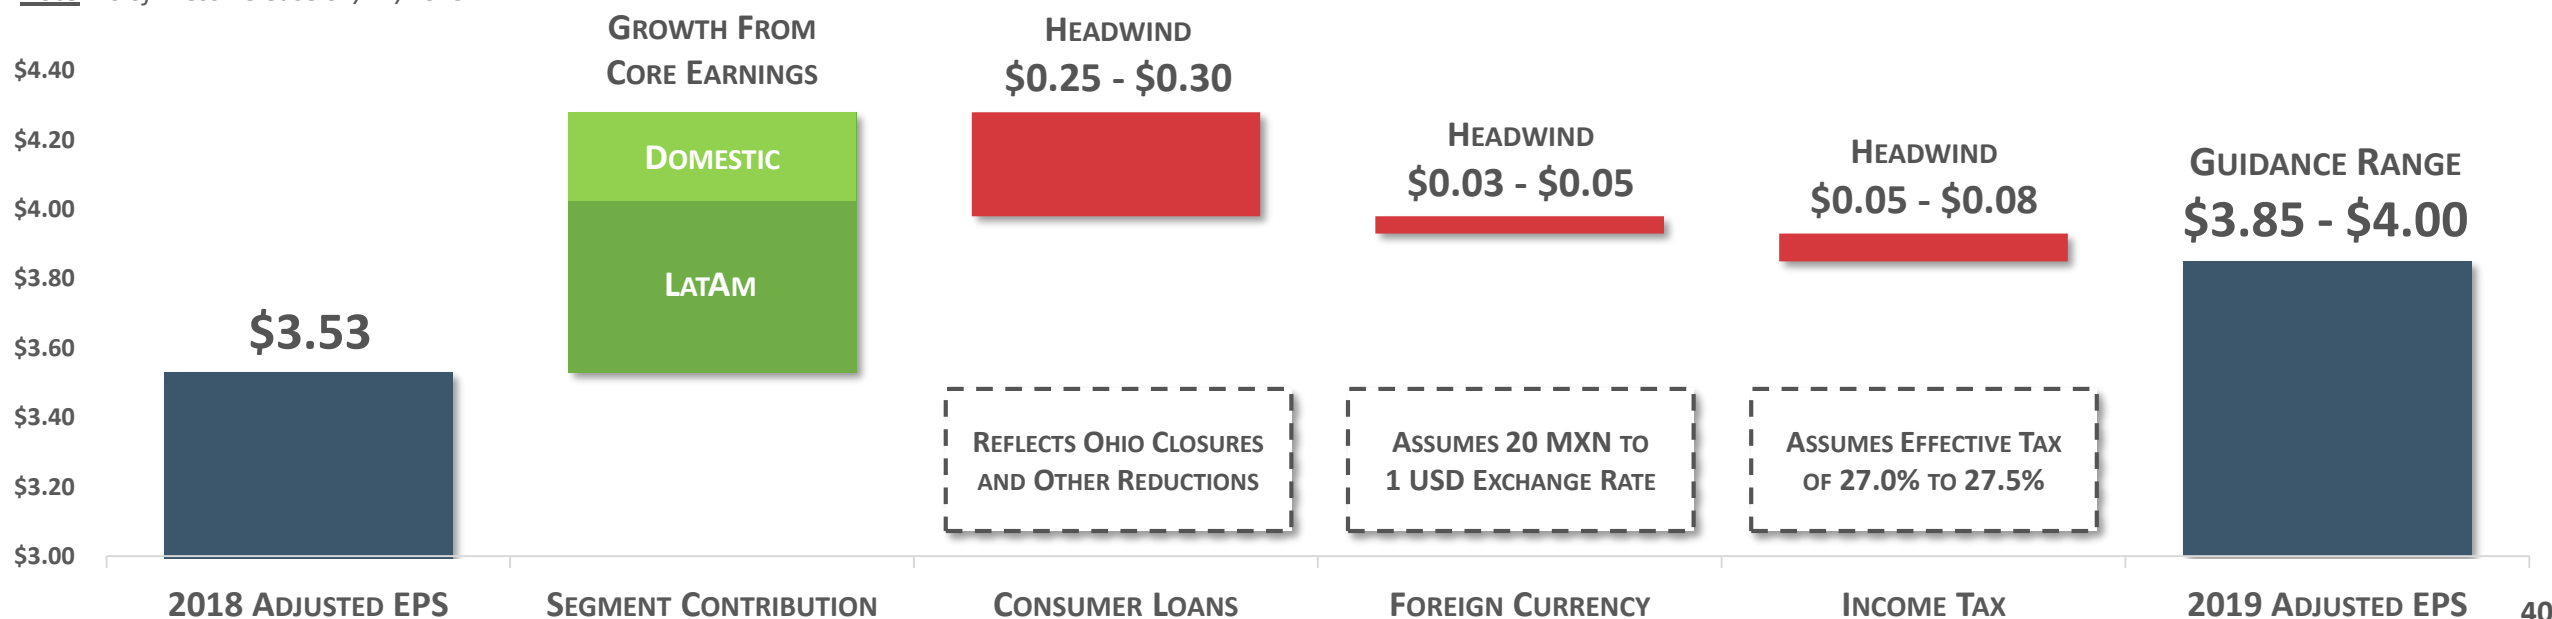 GROWTH FROM
CORE EARNINGS
HEADWIND
$0.25 - $0.30
HEADWIND
$0.03 - $0.05
HEADWIND
$0.05 - $0.08
GUIDANCE RANGE
$3.85 - $4.00
$4.40
$4.20
$4.00
$3.80
$3.60
$3.40
$3.20
$3.00
$3.53
DOMESTIC
LATAM
REFLECTS OHIO CLOSURES
AND OTHER REDUCTIONS
ASSUMES 20 MXN TO
1 USD EXCHANGE RATE
ASSUMES EFFECTIVE TAX
OF 27.0% TO 27.5%
2018 ADJUSTED EPS
SEGMENT CONTRIBUTION
CONSUMER LOANS
FOREIGN CURRENCY
INCOME TAX
2019 ADJUSTED EPS
40